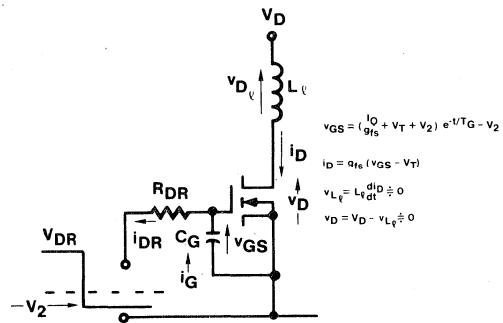 V_D
v_Dℓ
L_ℓ
v_GS = (I_Q/g_fs + V_T + V_2) e^-t/T_G - V_2
i_D
i_D = g_fs (v_GS - V_T)
R_DR
v_Lℓ = L_ℓ di_D/dt ≑ 0
v_D
v_D = V_D - v_Lℓ ≑ 0
i_DR
C_G
v_GS
V_DR
i_G
-V_2